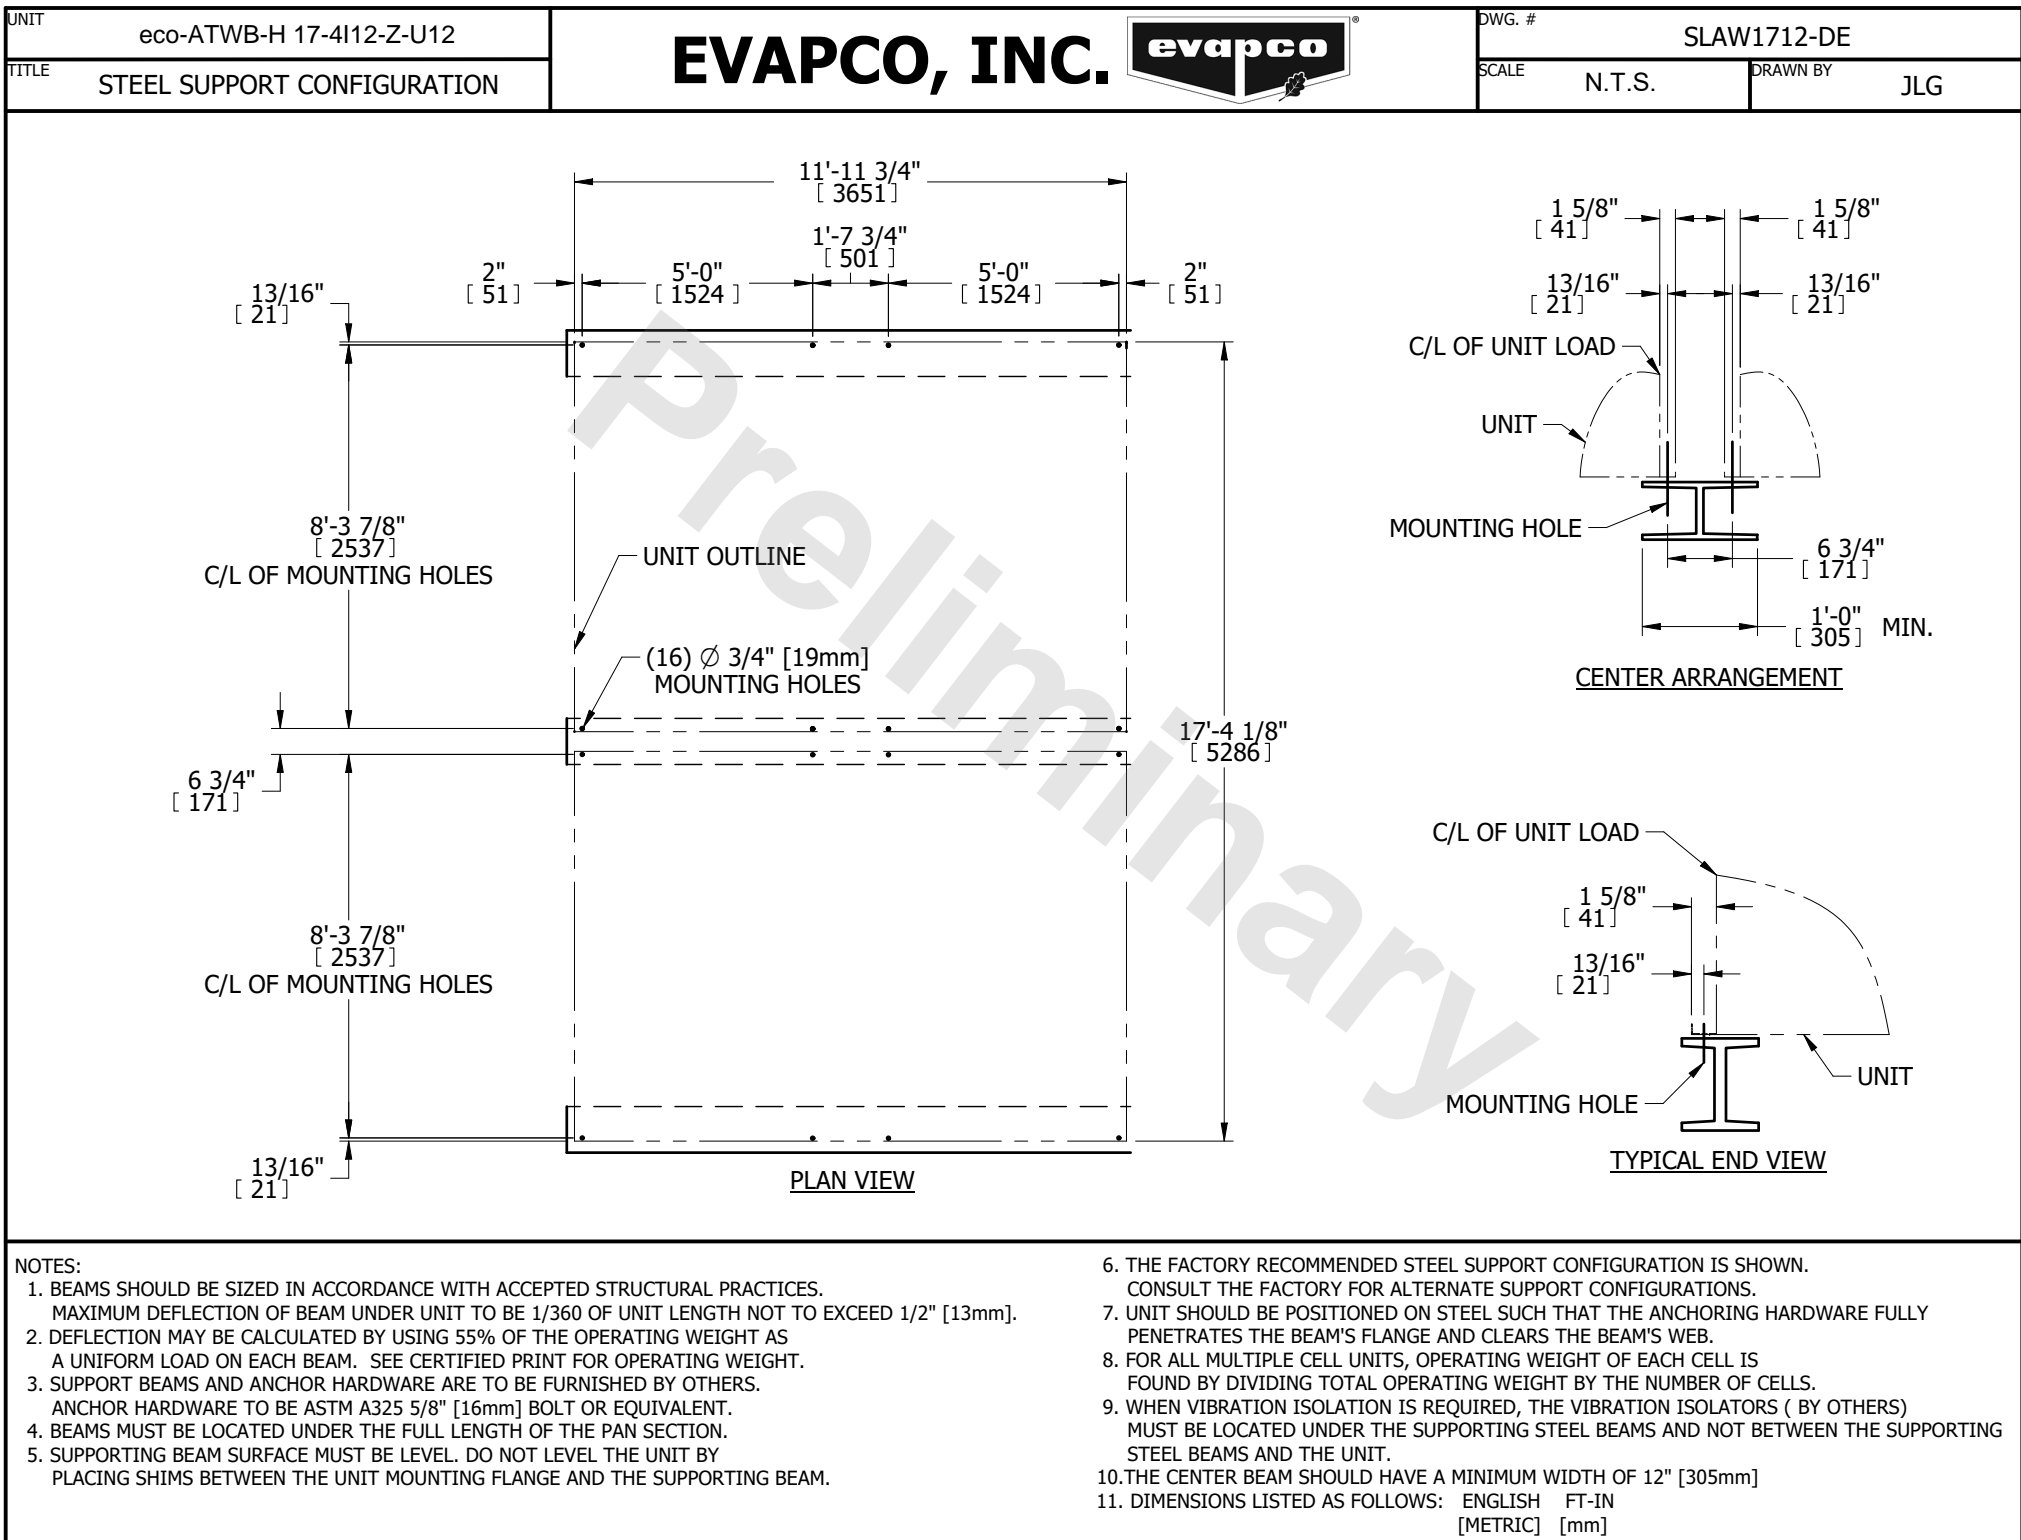 UNIT
eco-ATWB-H 17-4I12-Z-U12
TITLE
STEEL SUPPORT CONFIGURATION
EVAPCO, INC.
evapco®
DWG. #
SLAW1712-DE
SCALE
N.T.S.
DRAWN BY
JLG
11'-11 3/4"
[ 3651]
1'-7 3/4"
[ 501 ]
2"
[ 51]
5'-0"
[ 1524 ]
5'-0"
[ 1524]
2"
[ 51]
13/16"
[ 21]
8'-3 7/8"
[ 2537]
C/L OF MOUNTING HOLES
UNIT OUTLINE
(16) Ø 3/4" [19mm]
MOUNTING HOLES
6 3/4"
[ 171]
17'-4 1/8"
[ 5286]
8'-3 7/8"
[ 2537]
C/L OF MOUNTING HOLES
13/16"
[ 21]
PLAN VIEW
Preliminary
1 5/8"
[ 41]
1 5/8"
[ 41]
13/16"
[ 21]
13/16"
[ 21]
C/L OF UNIT LOAD
UNIT
MOUNTING HOLE
6 3/4"
[ 171]
1'-0"
[ 305] MIN.
CENTER ARRANGEMENT
C/L OF UNIT LOAD
1 5/8"
[ 41]
13/16"
[ 21]
UNIT
MOUNTING HOLE
TYPICAL END VIEW
NOTES:
1. BEAMS SHOULD BE SIZED IN ACCORDANCE WITH ACCEPTED STRUCTURAL PRACTICES.
MAXIMUM DEFLECTION OF BEAM UNDER UNIT TO BE 1/360 OF UNIT LENGTH NOT TO EXCEED 1/2" [13mm].
2. DEFLECTION MAY BE CALCULATED BY USING 55% OF THE OPERATING WEIGHT AS
A UNIFORM LOAD ON EACH BEAM. SEE CERTIFIED PRINT FOR OPERATING WEIGHT.
3. SUPPORT BEAMS AND ANCHOR HARDWARE ARE TO BE FURNISHED BY OTHERS.
ANCHOR HARDWARE TO BE ASTM A325 5/8" [16mm] BOLT OR EQUIVALENT.
4. BEAMS MUST BE LOCATED UNDER THE FULL LENGTH OF THE PAN SECTION.
5. SUPPORTING BEAM SURFACE MUST BE LEVEL. DO NOT LEVEL THE UNIT BY
PLACING SHIMS BETWEEN THE UNIT MOUNTING FLANGE AND THE SUPPORTING BEAM.
6. THE FACTORY RECOMMENDED STEEL SUPPORT CONFIGURATION IS SHOWN.
CONSULT THE FACTORY FOR ALTERNATE SUPPORT CONFIGURATIONS.
7. UNIT SHOULD BE POSITIONED ON STEEL SUCH THAT THE ANCHORING HARDWARE FULLY
PENETRATES THE BEAM'S FLANGE AND CLEARS THE BEAM'S WEB.
8. FOR ALL MULTIPLE CELL UNITS, OPERATING WEIGHT OF EACH CELL IS
FOUND BY DIVIDING TOTAL OPERATING WEIGHT BY THE NUMBER OF CELLS.
9. WHEN VIBRATION ISOLATION IS REQUIRED, THE VIBRATION ISOLATORS ( BY OTHERS)
MUST BE LOCATED UNDER THE SUPPORTING STEEL BEAMS AND NOT BETWEEN THE SUPPORTING
STEEL BEAMS AND THE UNIT.
10.THE CENTER BEAM SHOULD HAVE A MINIMUM WIDTH OF 12" [305mm]
11. DIMENSIONS LISTED AS FOLLOWS: ENGLISH FT-IN
[METRIC] [mm]